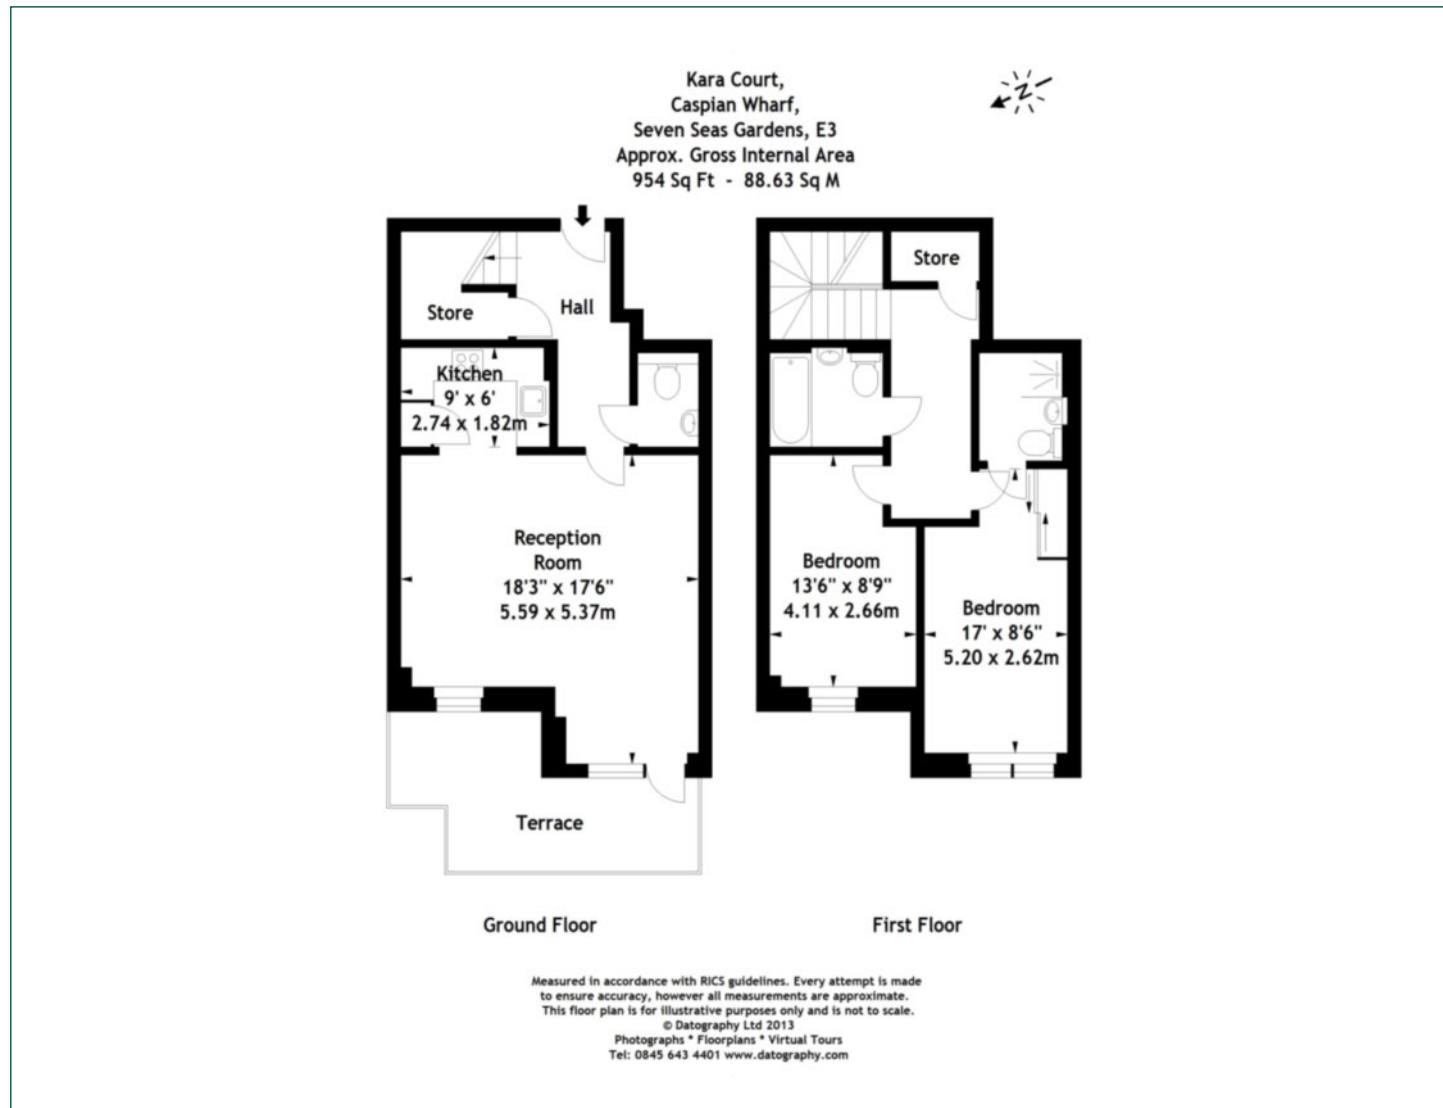 Kara Court,
Caspian Wharf,
Seven Seas Gardens, E3
Approx. Gross Internal Area
954 Sq Ft - 88.63 Sq M
N
Store
Hall
Kitchen
9' x 6'
2.74 x 1.82m
Reception
Room
18'3" x 17'6"
5.59 x 5.37m
Terrace
Ground Floor
Store
Bedroom
13'6" x 8'9"
4.11 x 2.66m
Bedroom
17' x 8'6"
5.20 x 2.62m
First Floor
Measured in accordance with RICS guidelines. Every attempt is made
to ensure accuracy, however all measurements are approximate.
This floor plan is for illustrative purposes only and is not to scale.
© Datography Ltd 2013
Photographs * Floorplans * Virtual Tours
Tel: 0845 643 4401 www.datography.com